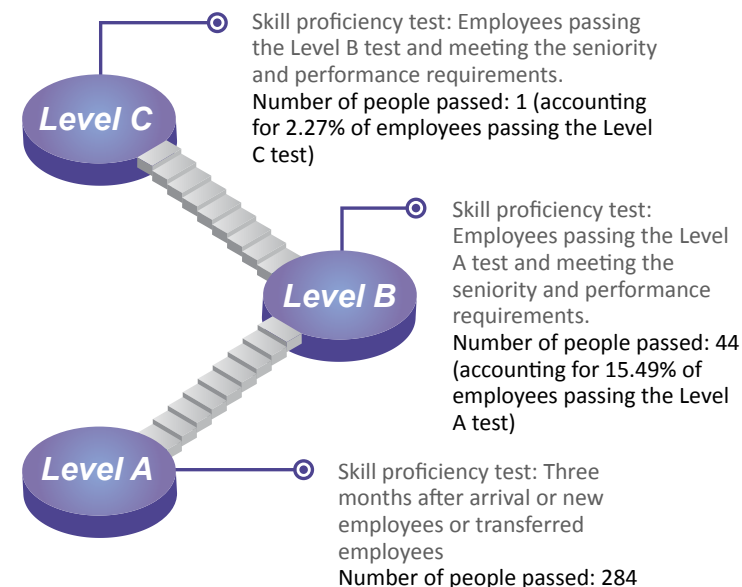 Level C
Skill proficiency test: Employees passing
the Level B test and meeting the seniority
and performance requirements.
Number of people passed: 1 (accounting
for 2.27% of employees passing the Level
C test)
Level B
Skill proficiency test:
Employees passing the Level
A test and meeting the
seniority and performance
requirements.
Number of people passed: 44
(accounting for 15.49% of
employees passing the Level
A test)
Level A
Skill proficiency test: Three
months after arrival or new
employees or transferred
employees
Number of people passed: 284